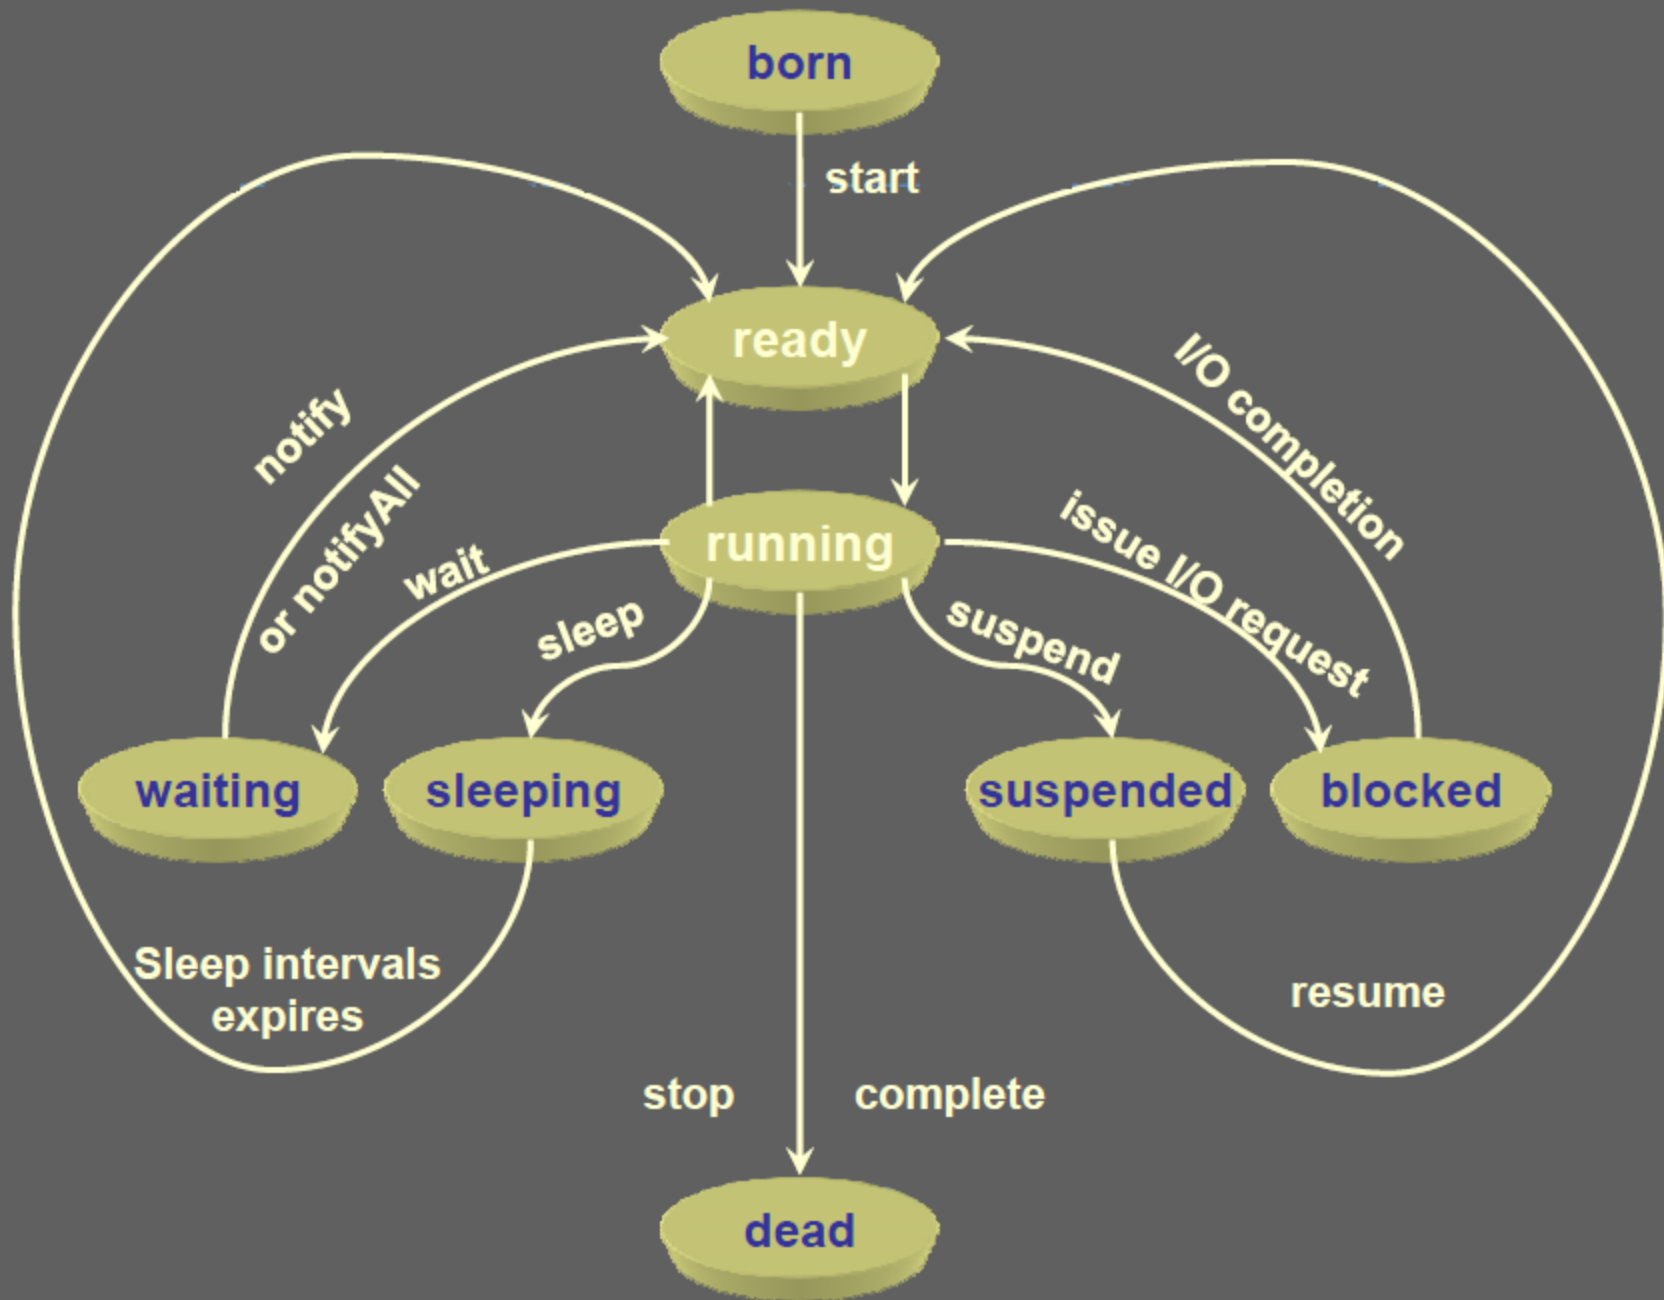 born
start
ready
notify
or notifyAll
I/O completion
running
wait
sleep
suspend
issue I/O request
waiting
sleeping
suspended
blocked
Sleep intervals
expires
resume
stop
complete
dead